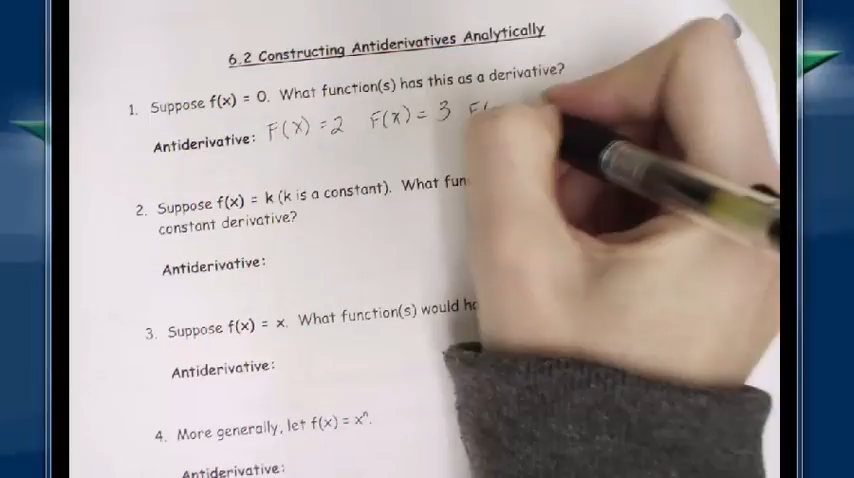 6.2 Constructing Antiderivatives Analytically
1. Suppose f(x) = 0. What function(s) has this as a derivative?
Antiderivative: F(x) = 2 F(x) = 3 F(
2. Suppose f(x) = k (k is a constant). What
constant derivative?
Antiderivative:
3. Suppose f(x) = x. What function(s) would
Antiderivative:
4. More generally, let f(x) = xⁿ.
Antiderivative: